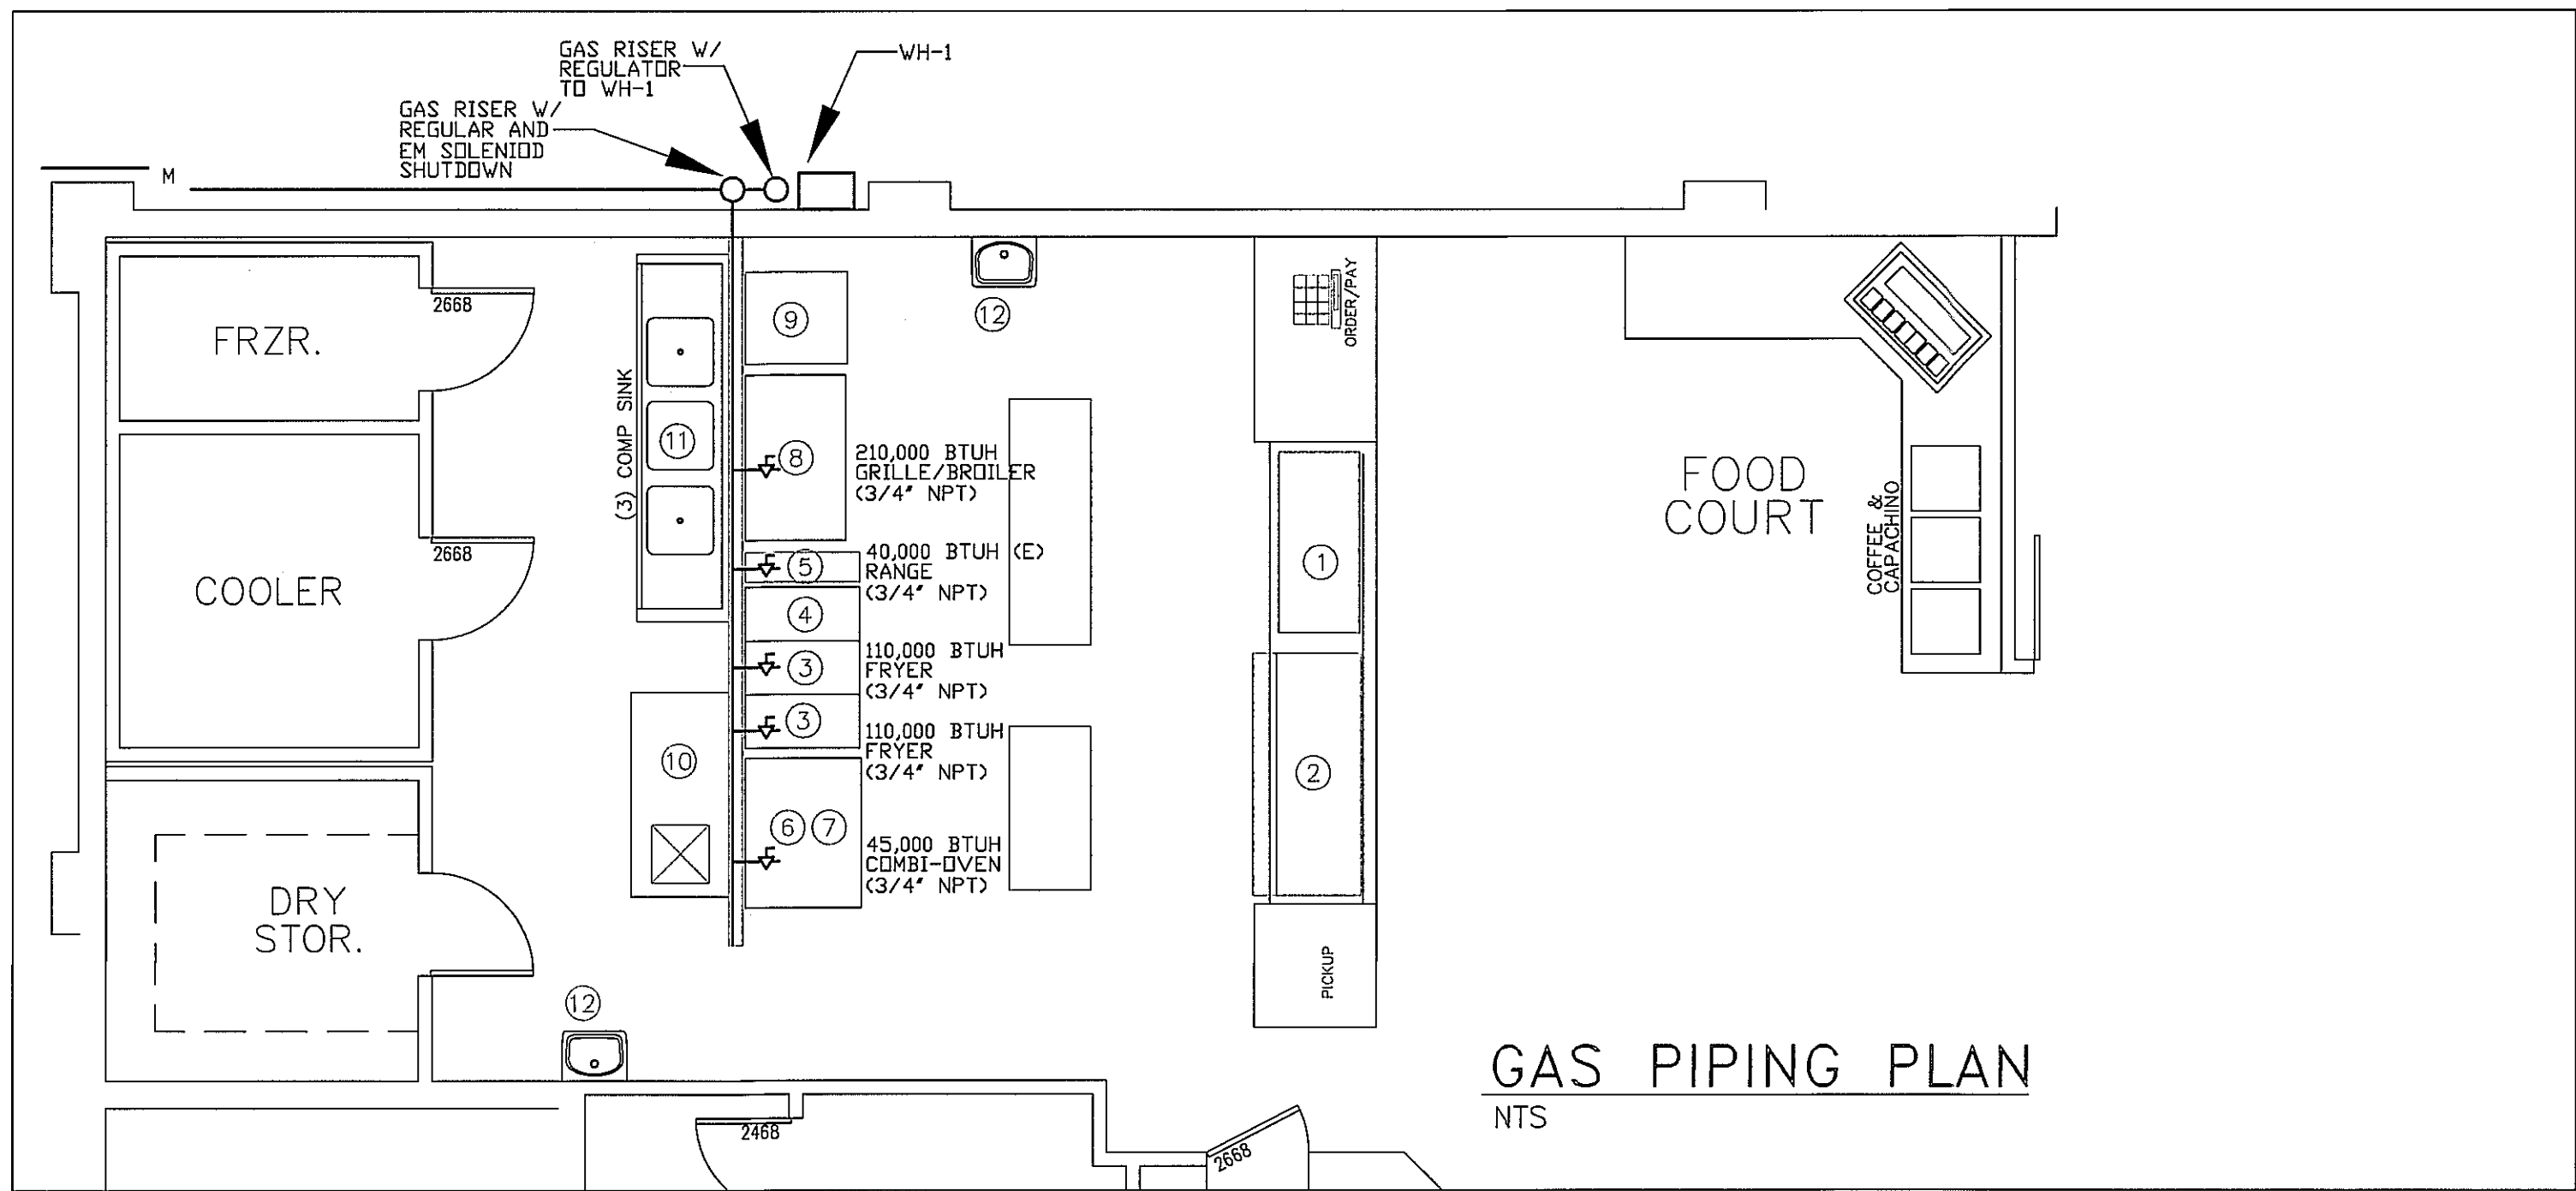 GAS RISER W/
REGULATOR
TO WH-1
WH-1
GAS RISER W/
REGULAR AND
EM SOLENIOD
SHUTDOWN
M
FRZR.
2668
COOLER
2668
DRY
STOR.
(3) COMP SINK
11
10
12
9
8
210,000 BTUH
GRILLE/BROILER
(3/4" NPT)
5
40,000 BTUH (E)
RANGE
(3/4" NPT)
4
3
110,000 BTUH
FRYER
(3/4" NPT)
3
110,000 BTUH
FRYER
(3/4" NPT)
6 7
45,000 BTUH
COMBI-OVEN
(3/4" NPT)
12
ORDER/PAY
1
2
PICKUP
FOOD
COURT
COFFEE &
CAPACHINO
2468
2668
GAS PIPING PLAN
NTS